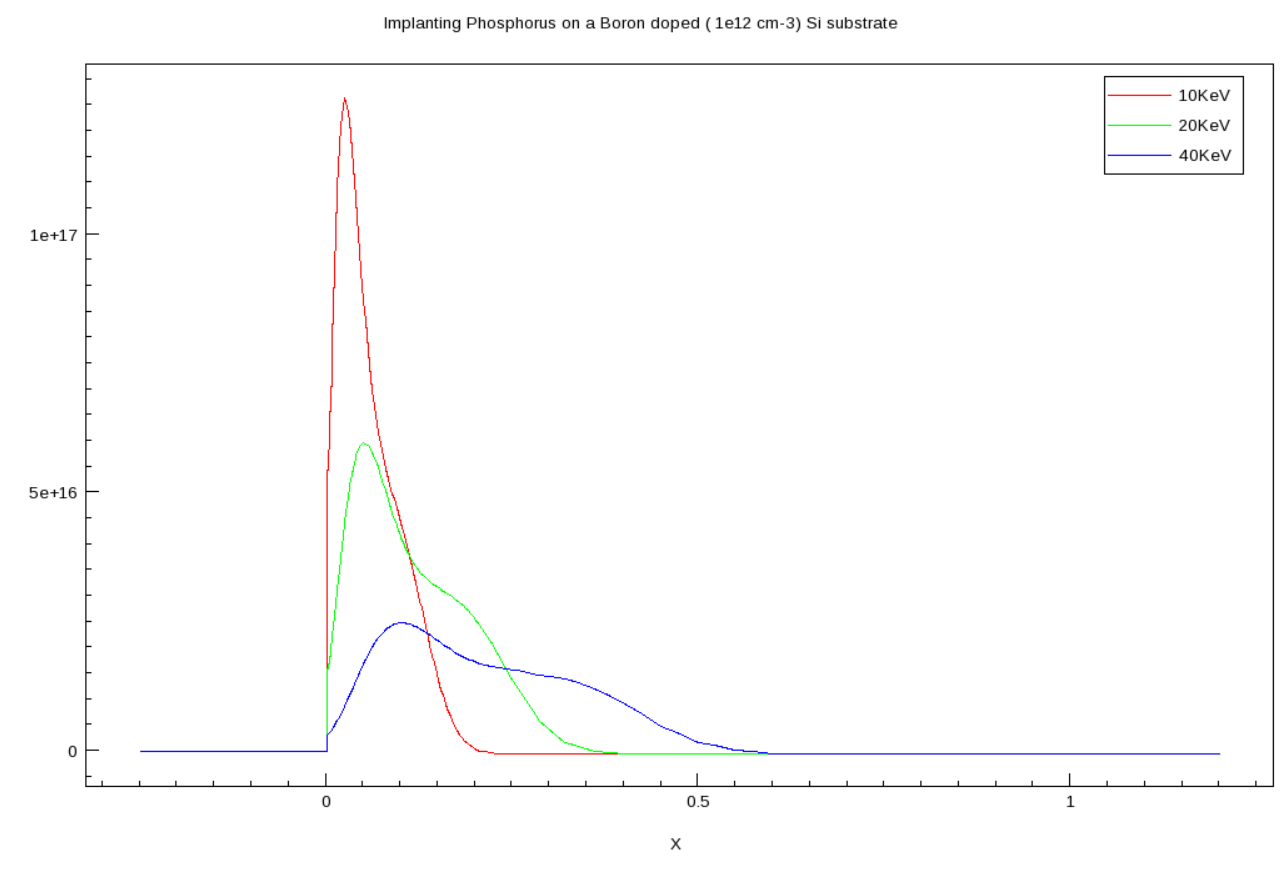 Implanting Phosphorus on a Boron doped ( 1e12 cm-3) Si substrate
10KeV
20KeV
40KeV
1e+17
5e+16
0
0
0.5
1
X